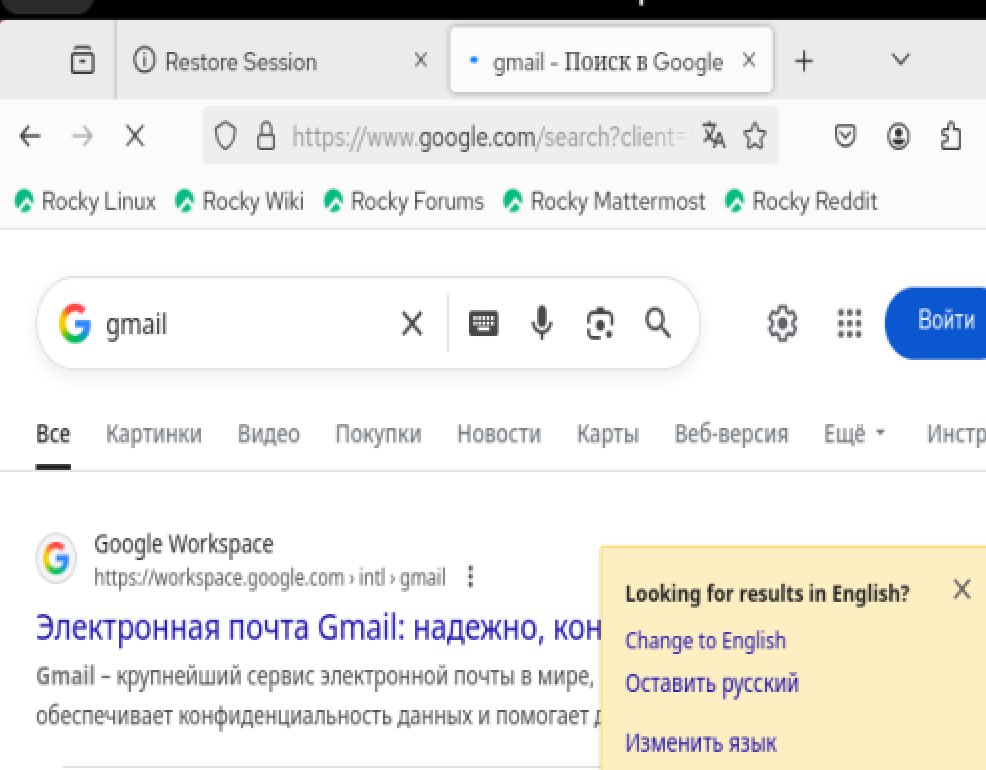 Restore Session
gmail - Поиск в Google
https://www.google.com/search?client=
Rocky Linux Rocky Wiki Rocky Forums Rocky Mattermost Rocky Reddit
gmail
Войти
Все Картинки Видео Покупки Новости Карты Веб-версия Ещё Инстр
Google Workspace
https://workspace.google.com › intl › gmail
Электронная почта Gmail: надежно, кон
Gmail – крупнейший сервис электронной почты в мире,
обеспечивает конфиденциальность данных и помогает д
Looking for results in English?
Change to English
Оставить русский
Изменить язык